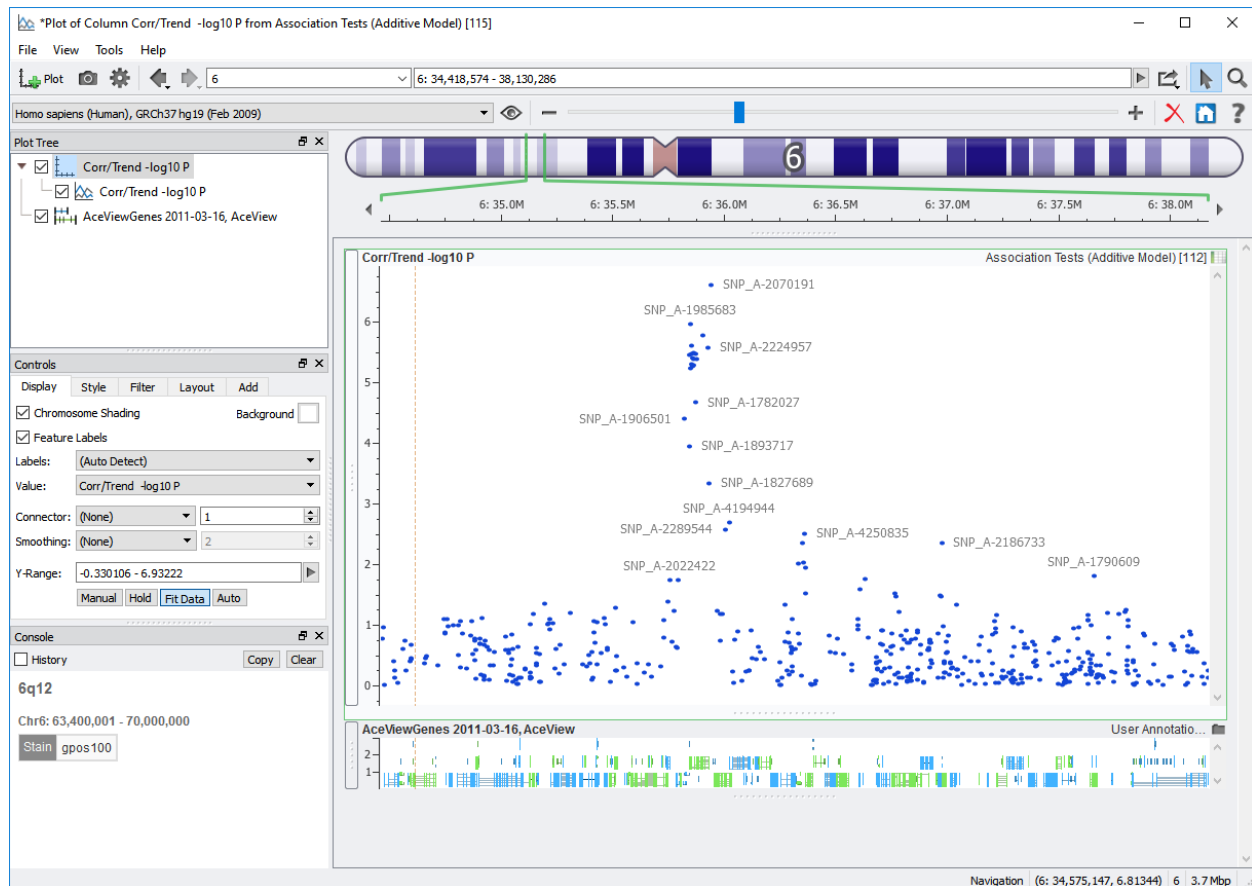 *Plot of Column Corr/Trend -log10 P from Association Tests (Additive Model) [115]
File View Tools Help
Plot 6 6: 34,418,574 - 38,130,286
Homo sapiens (Human), GRCh37 hg19 (Feb 2009)
Plot Tree
Corr/Trend -log10 P
Corr/Trend -log10 P
AceViewGenes 2011-03-16, AceView
Controls
Display Style Filter Layout Add
Chromosome Shading Background
Feature Labels
Labels: (Auto Detect)
Value: Corr/Trend -log10 P
Connector: (None) 1
Smoothing: (None) 2
Y-Range: -0.330106 - 6.93222
Manual Hold Fit Data Auto
Console
History Copy Clear
6q12
Chr6: 63,400,001 - 70,000,000
Stain gpos100
6
6: 35.0M 6: 35.5M 6: 36.0M 6: 36.5M 6: 37.0M 6: 37.5M 6: 38.0M
Corr/Trend -log10 P Association Tests (Additive Model) [112]
SNP_A-2070191
SNP_A-1985683
6
SNP_A-2224957
5
SNP_A-1782027
SNP_A-1906501
4
SNP_A-1893717
SNP_A-1827689
3
SNP_A-4194944
SNP_A-2289544 SNP_A-4250835
SNP_A-2186733
2
SNP_A-2022422 SNP_A-1790609
1
0
AceViewGenes 2011-03-16, AceView User Annotatio...
2
1
Navigation (6: 34,575,147, 6.81344) 6 3.7 Mbp